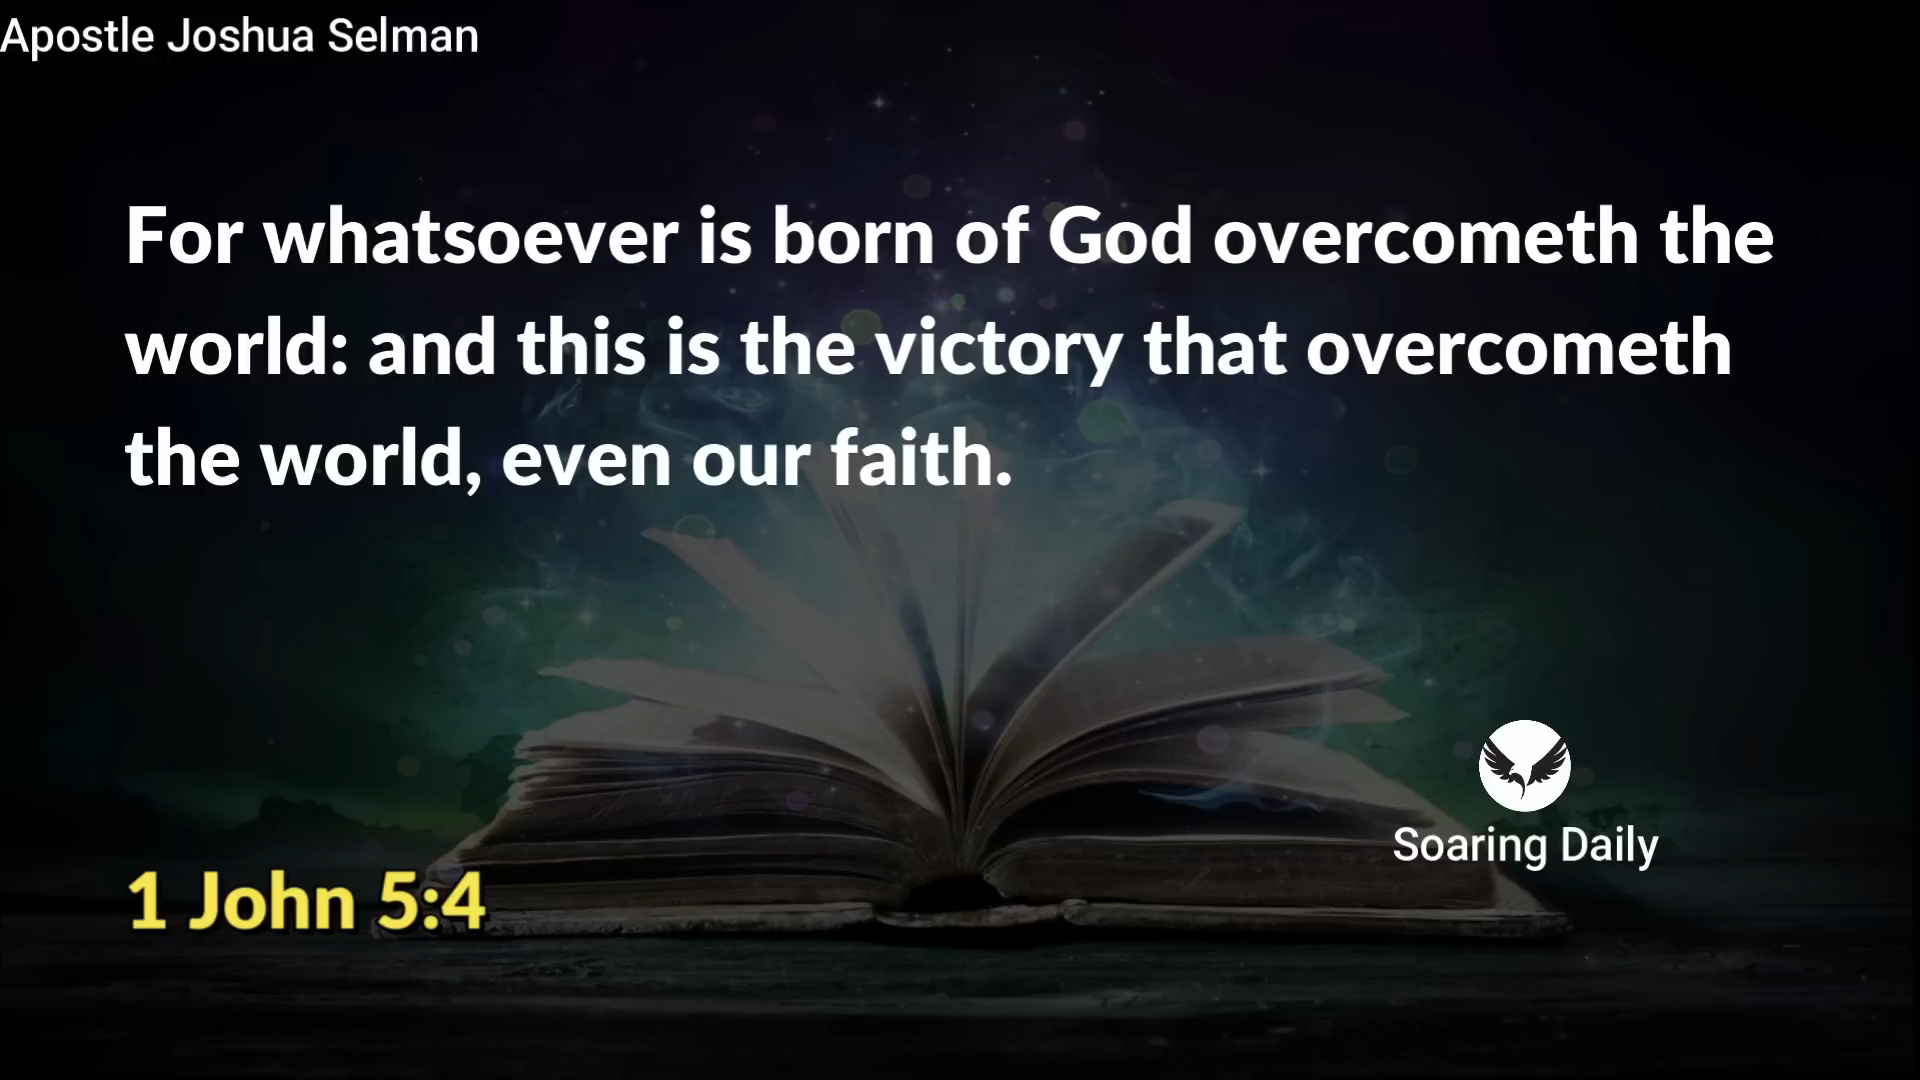 Apostle Joshua Selman
For whatsoever is born of God overcometh the
world: and this is the victory that overcometh
the world, even our faith.
Soaring Daily
1 John 5:4